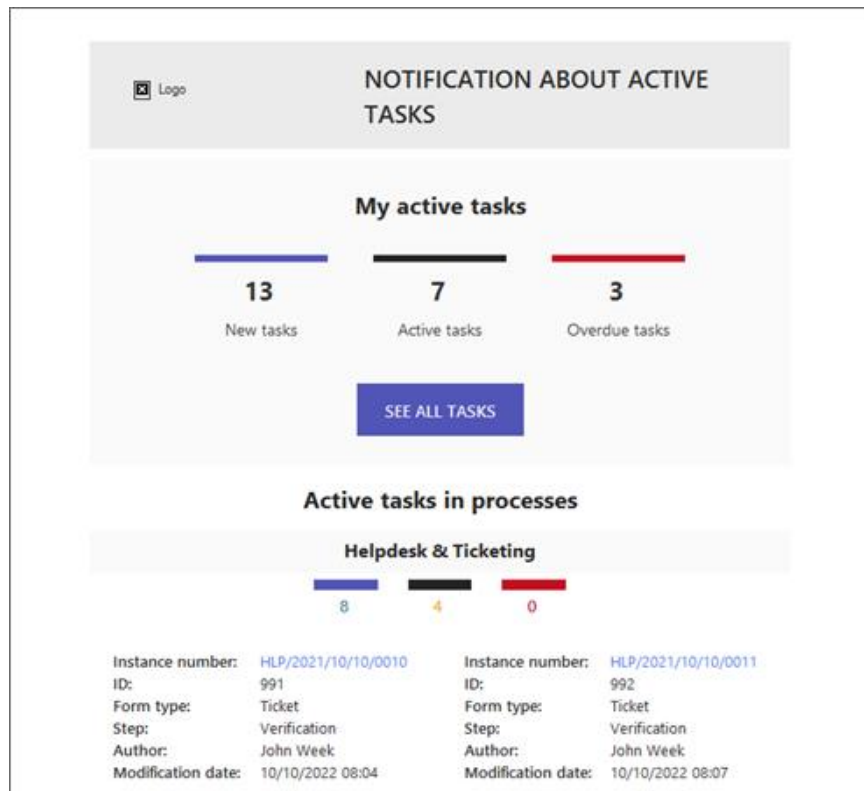 Logo
NOTIFICATION ABOUT ACTIVE
TASKS
My active tasks
13 7 3
New tasks Active tasks Overdue tasks
SEE ALL TASKS
Active tasks in processes
Helpdesk & Ticketing
8 4 0
Instance number: HLP/2021/10/10/0010 Instance number: HLP/2021/10/10/0011
ID: 991 ID: 992
Form type: Ticket Form type: Ticket
Step: Verification Step: Verification
Author: John Week Author: John Week
Modification date: 10/10/2022 08:04 Modification date: 10/10/2022 08:07